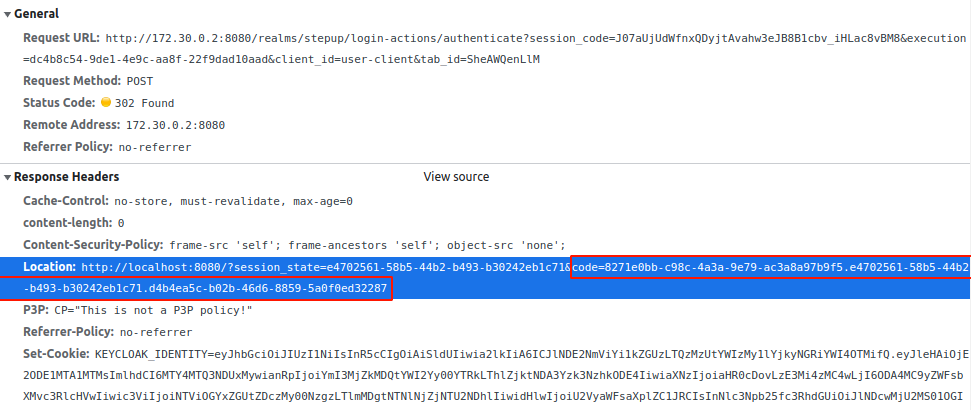 General
Request URL: http://172.30.0.2:8080/realms/stepup/login-actions/authenticate?session_code=J07aUjUdWfnxQDyjtAvahw3eJB8B1cbv_iHLac8vBM8&execution
=dc4b8c54-9de1-4e9c-aa8f-22f9dad10aad&client_id=user-client&tab_id=SheAWQenLlM
Request Method: POST
Status Code: 302 Found
Remote Address: 172.30.0.2:8080
Referrer Policy: no-referrer
Response Headers View source
Cache-Control: no-store, must-revalidate, max-age=0
content-length: 0
Content-Security-Policy: frame-src 'self'; frame-ancestors 'self'; object-src 'none';
Location: http://localhost:8080/?session_state=e4702561-58b5-44b2-b493-b30242eb1c71&code=8271e0bb-c98c-4a3a-9e79-ac3a8a97b9f5.e4702561-58b5-44b2
-b493-b30242eb1c71.d4b4ea5c-b02b-46d6-8859-5a0f0ed32287
P3P: CP="This is not a P3P policy!"
Referrer-Policy: no-referrer
Set-Cookie: KEYCLOAK_IDENTITY=eyJhbGciOiJIUzI1NiIsInR5cCIgOiAiSldUIiwia2lkIiA6ICJlNDE2NmViYi1kZGUzLTQzMzUtYWIzMy1lYjkyNGRiYWI4OTMifQ.eyJleHAiOjE
2ODE1MTA1MTMsImlhdCI6MTY4MTQ3NDUxMywianRpIjoiYmI3MjZkMDQtYWI2Yy00YTRkLThlZjktNDA3Yzk3NzhkODE4IiwiaXNzIjoiaHR0cDovLzE3Mi4zMC4wLjI6ODA4MC9yZWFsb
XMvc3RlcHVwIiwic3ViIjoiNTViOGYxZGUtZDczMy00NzgzLTlmMDgtNTNlNjZjNTU2NDhlIiwidHlwIjoiU2VyaWFsaXplZC1JRCIsInNlc3Npb25fc3RhdGUiOiJlNDcwMjU2MS01OGI